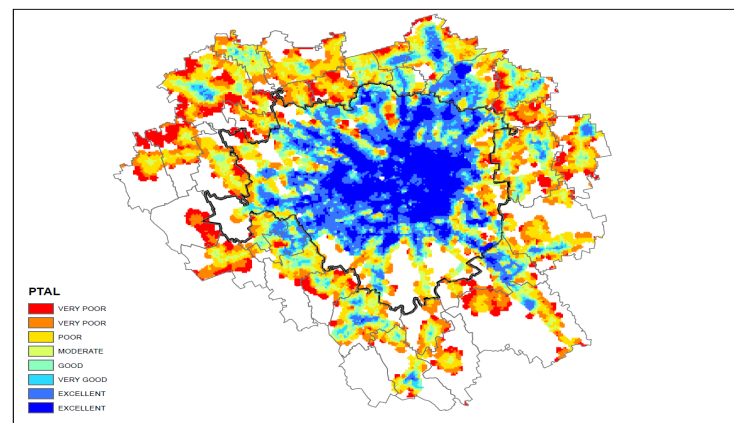 PTAL
VERY POOR
VERY POOR
POOR
MODERATE
GOOD
VERY GOOD
EXCELLENT
EXCELLENT